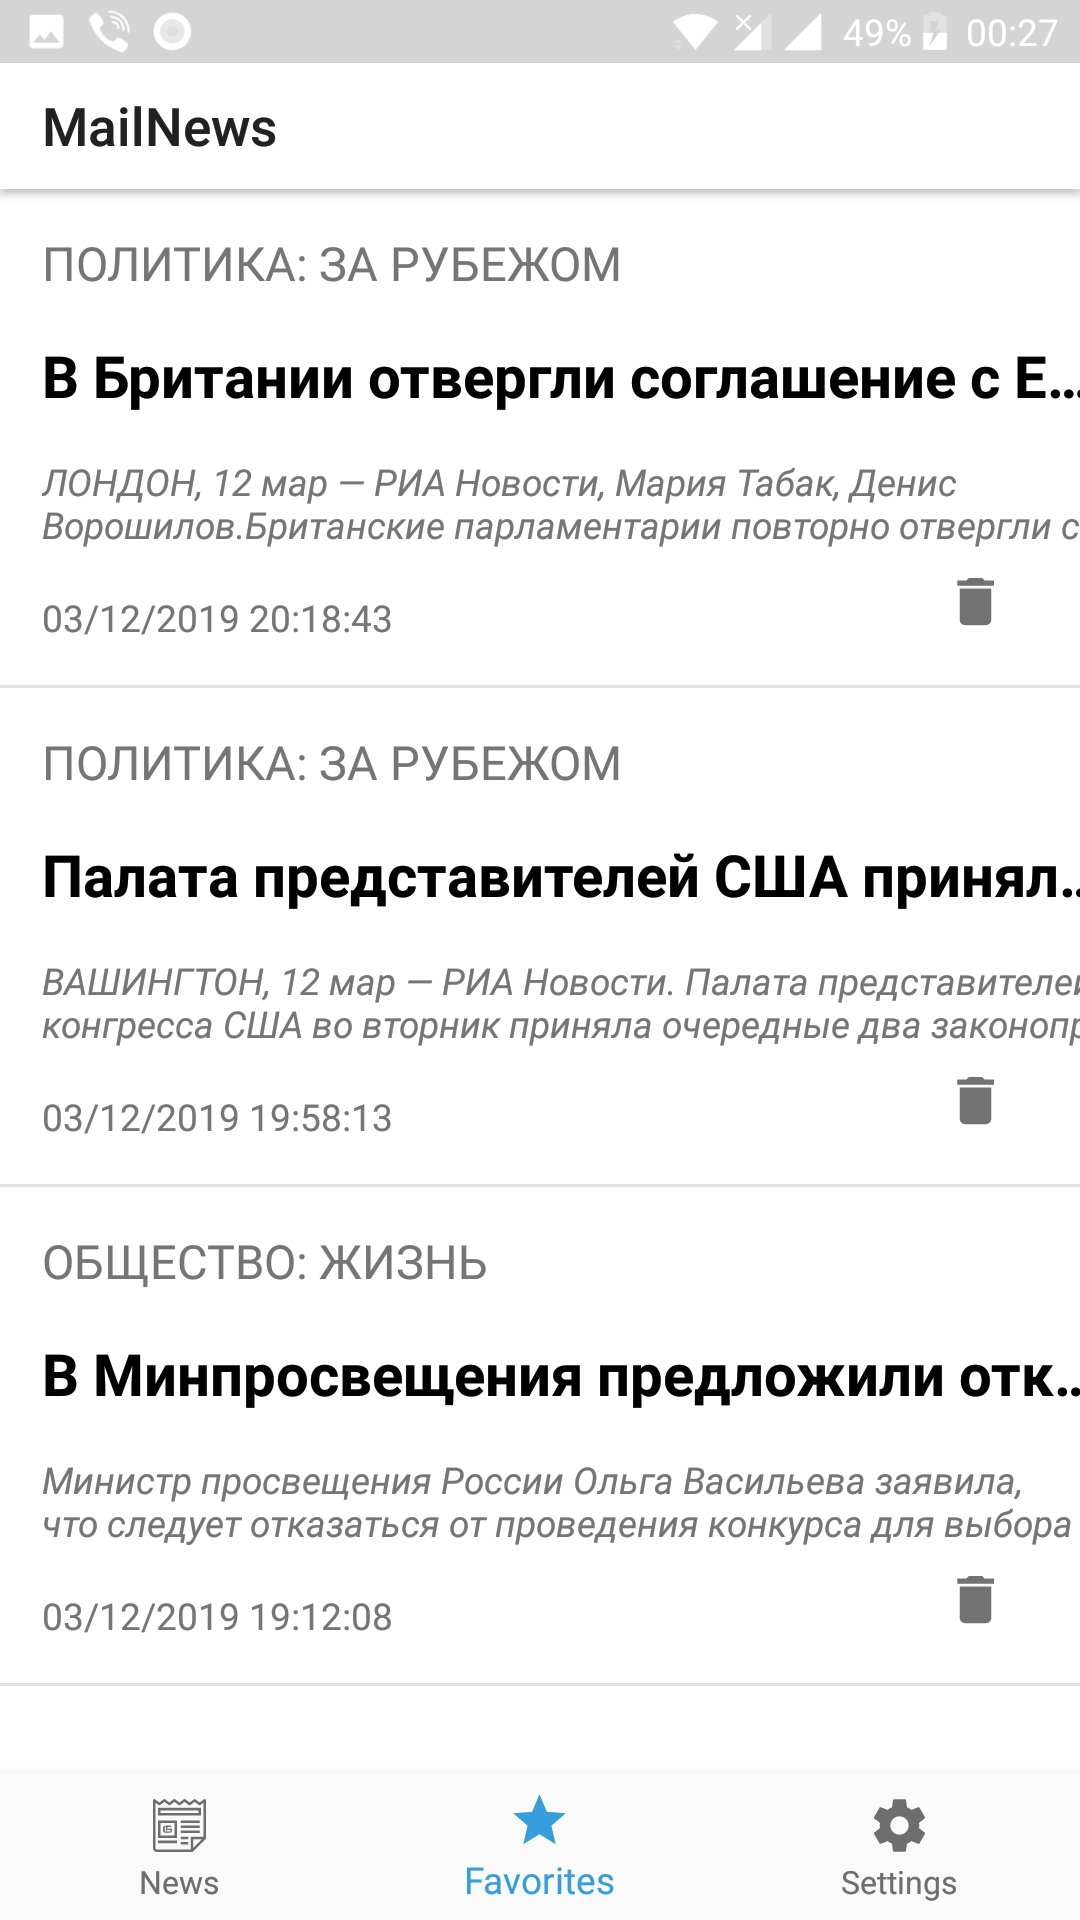 49% 00:27
MailNews
ПОЛИТИКА: ЗА РУБЕЖОМ
В Британии отвергли соглашение с Е...
ЛОНДОН, 12 мар — РИА Новости, Мария Табак, Денис
Ворошилов.Британские парламентарии повторно отвергли с
03/12/2019 20:18:43
ПОЛИТИКА: ЗА РУБЕЖОМ
Палата представителей США принял...
ВАШИНГТОН, 12 мар — РИА Новости. Палата представителей
конгресса США во вторник приняла очередные два законопр
03/12/2019 19:58:13
ОБЩЕСТВО: ЖИЗНЬ
В Минпросвещения предложили отк...
Министр просвещения России Ольга Васильева заявила,
что следует отказаться от проведения конкурса для выбора
03/12/2019 19:12:08
News Favorites Settings